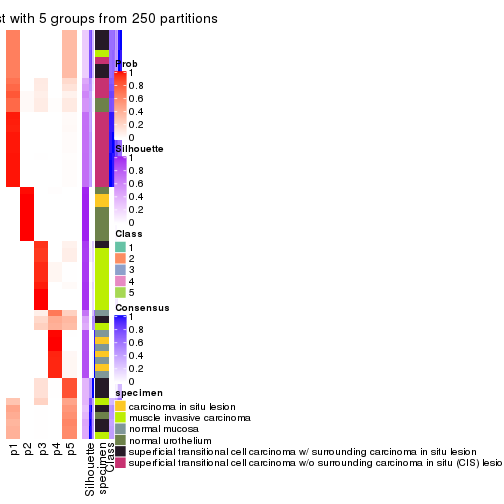 st with 5 groups from 250 partitions
Prob
1
0.8
0.6
0.4
0.2
0
Silhouette
1
0.8
0.6
0.4
0.2
0
Class
1
2
3
4
5
Consensus
1
0.8
0.6
0.4
0.2
0
specimen
carcinoma in situ lesion
muscle invasive carcinoma
normal mucosa
normal urothelium
superficial transitional cell carcinoma w/ surrounding carcinoma in situ lesion
superficial transitional cell carcinoma w/o surrounding carcinoma in situ (CIS) lesio
p1
p2
p3
p4
p5
Silhouette
specimen
Class